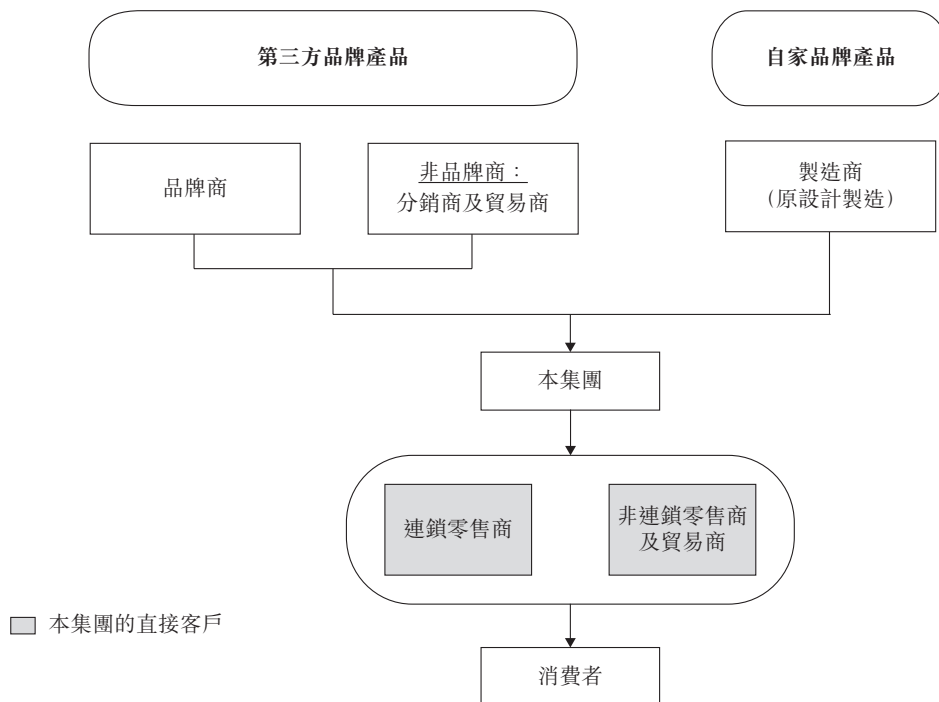 第三方品牌產品
自家品牌產品
品牌商
非品牌商：
分銷商及貿易商
製造商
（原設計製造）
本集團
連鎖零售商
非連鎖零售商
及貿易商
本集團的直接客戶
消費者